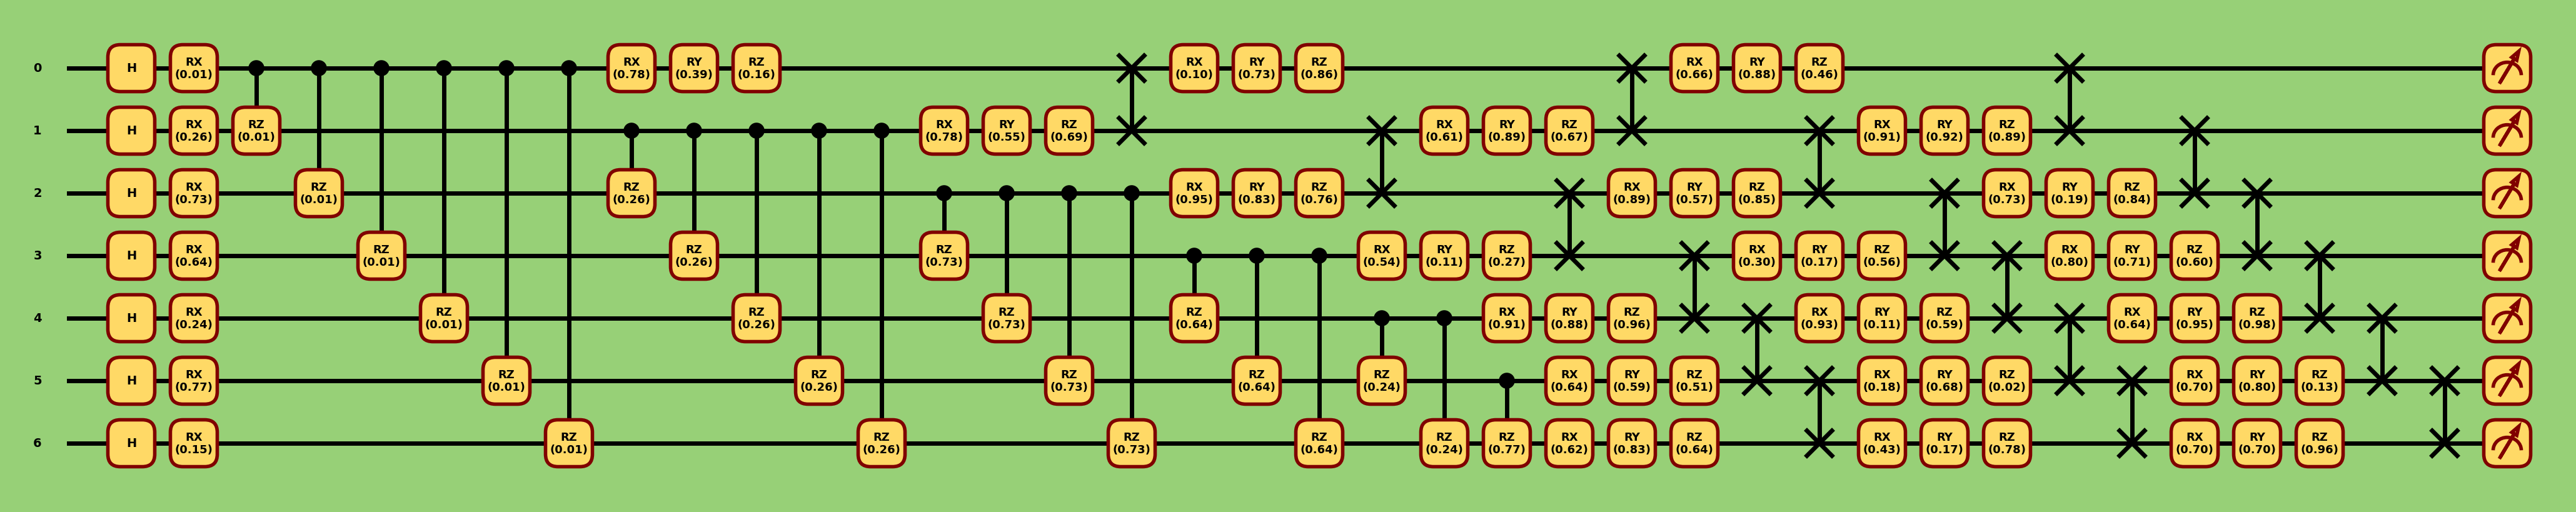 0 H RX (0.01) RX (0.78) RY (0.39) RZ (0.16) RX (0.10) RY (0.73) RZ (0.86) RX (0.66) RY (0.88) RZ (0.46)
1 H RX (0.26) RZ (0.01) RX (0.78) RY (0.55) RZ (0.69) RX (0.61) RY (0.89) RZ (0.67) RX (0.91) RY (0.92) RZ (0.89)
2 H RX (0.73) RZ (0.01) RZ (0.26) RX (0.95) RY (0.83) RZ (0.76) RX (0.89) RY (0.57) RZ (0.85) RX (0.73) RY (0.19) RZ (0.84)
3 H RX (0.64) RZ (0.01) RZ (0.26) RZ (0.73) RX (0.54) RY (0.11) RZ (0.27) RX (0.30) RY (0.17) RZ (0.56) RX (0.80) RY (0.71) RZ (0.60)
4 H RX (0.24) RZ (0.01) RZ (0.26) RZ (0.73) RZ (0.64) RX (0.91) RY (0.88) RZ (0.96) RX (0.93) RY (0.11) RZ (0.59) RX (0.64) RY (0.95) RZ (0.98)
5 H RX (0.77) RZ (0.01) RZ (0.26) RZ (0.73) RZ (0.64) RZ (0.24) RX (0.64) RY (0.59) RZ (0.51) RX (0.18) RY (0.68) RZ (0.02) RX (0.70) RY (0.80) RZ (0.13)
6 H RX (0.15) RZ (0.01) RZ (0.26) RZ (0.73) RZ (0.64) RZ (0.24) RZ (0.77) RX (0.62) RY (0.83) RZ (0.64) RX (0.43) RY (0.17) RZ (0.78) RX (0.70) RY (0.70) RZ (0.96)